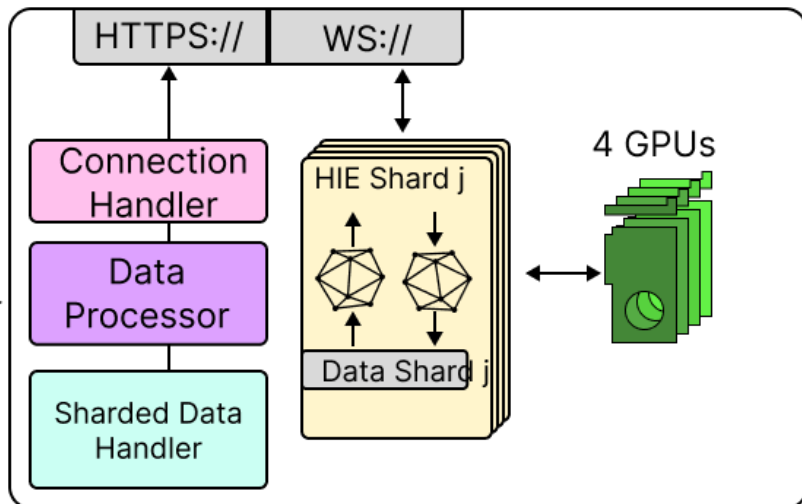 HTTPS://
WS://
Connection
Handler
Data
Processor
Sharded Data
Handler
HIE Shard j
Data Shard j
4 GPUs